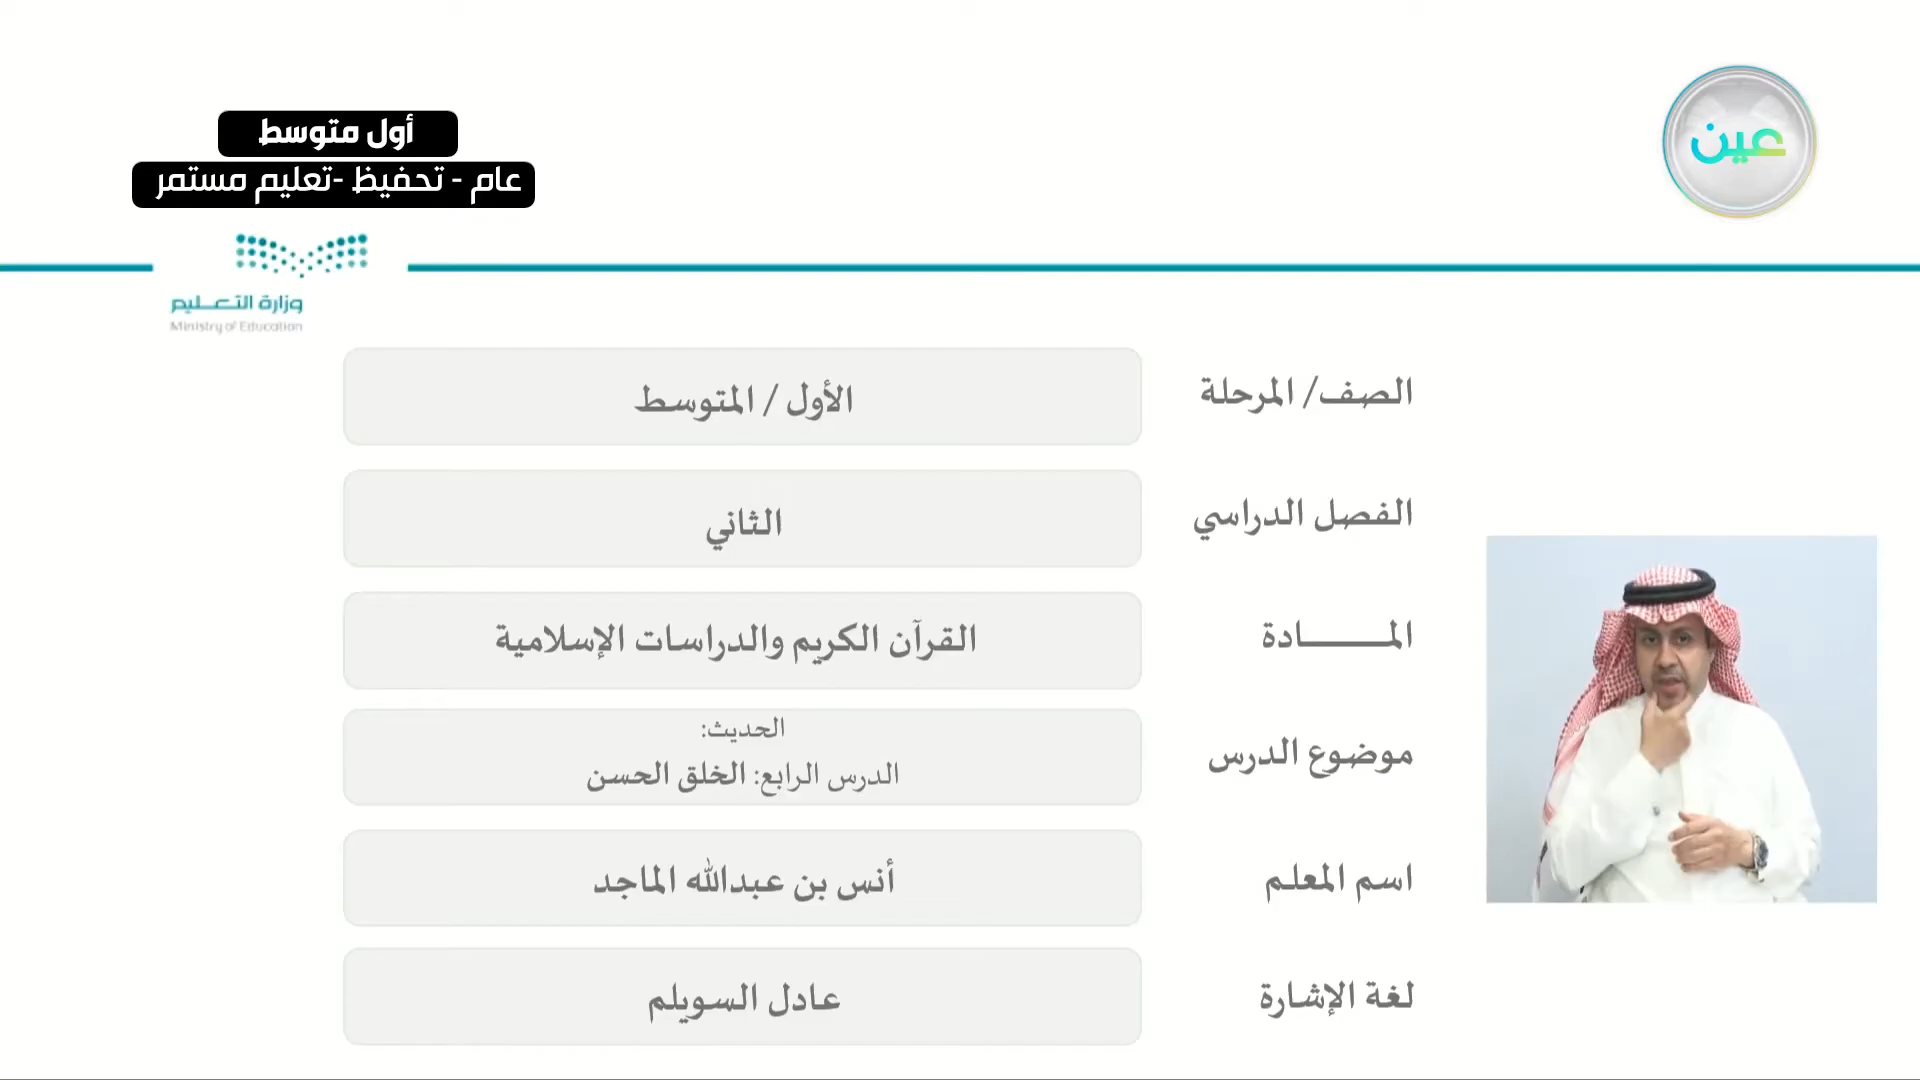 عين
أول متوسط
عام - تحفيظ -تعليم مستمر
وزارة التعـــليم
Ministry of Education
الصف/ المرحلة
الأول / المتوسط
الفصل الدراسي
الثاني
المـــــــادة
القرآن الكريم والدراسات الإسلامية
موضوع الدرس
الحديث:
الدرس الرابع: الخلق الحسن
اسم المعلم
أنس بن عبدالله الماجد
لغة الإشارة
عادل السويلم